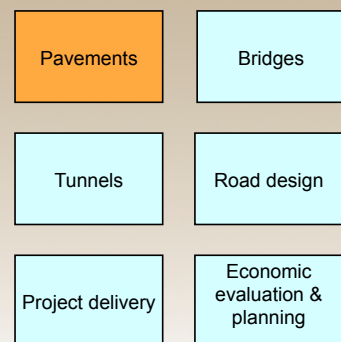 Pavements
Bridges
Tunnels
Road design
Project delivery
Economic
evaluation &
planning